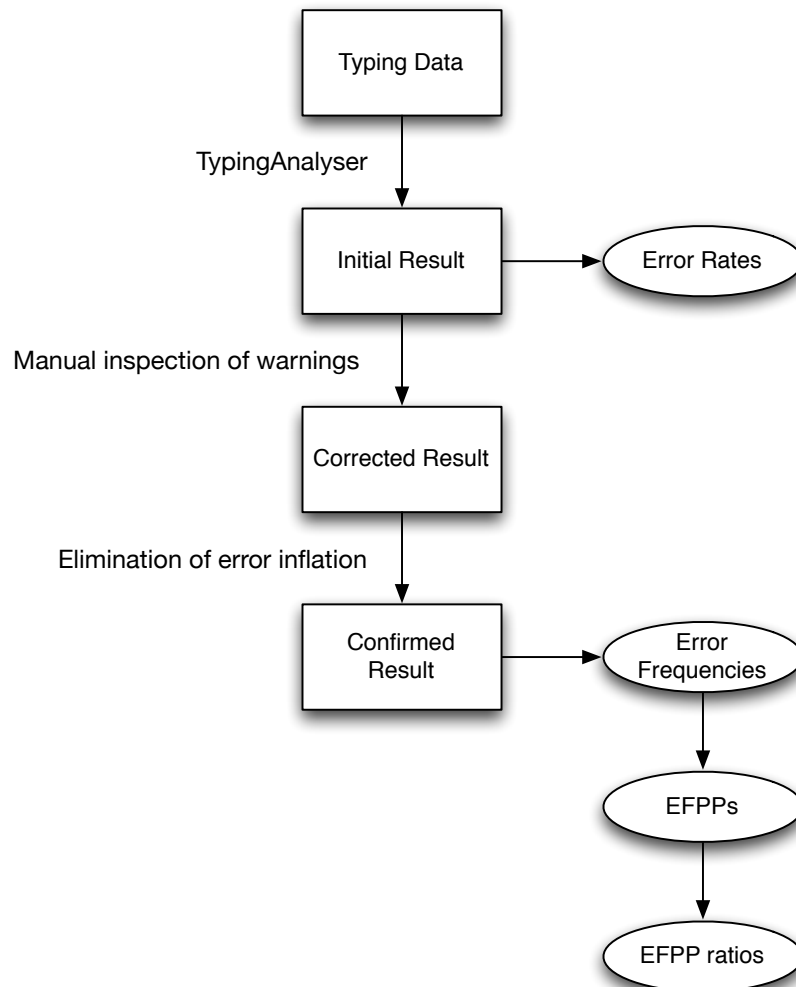 Typing Data
TypingAnalyser
Initial Result
Error Rates
Manual inspection of warnings
Corrected Result
Elimination of error inflation
Confirmed
Result
Error
Frequencies
EFPPs
EFPP ratios